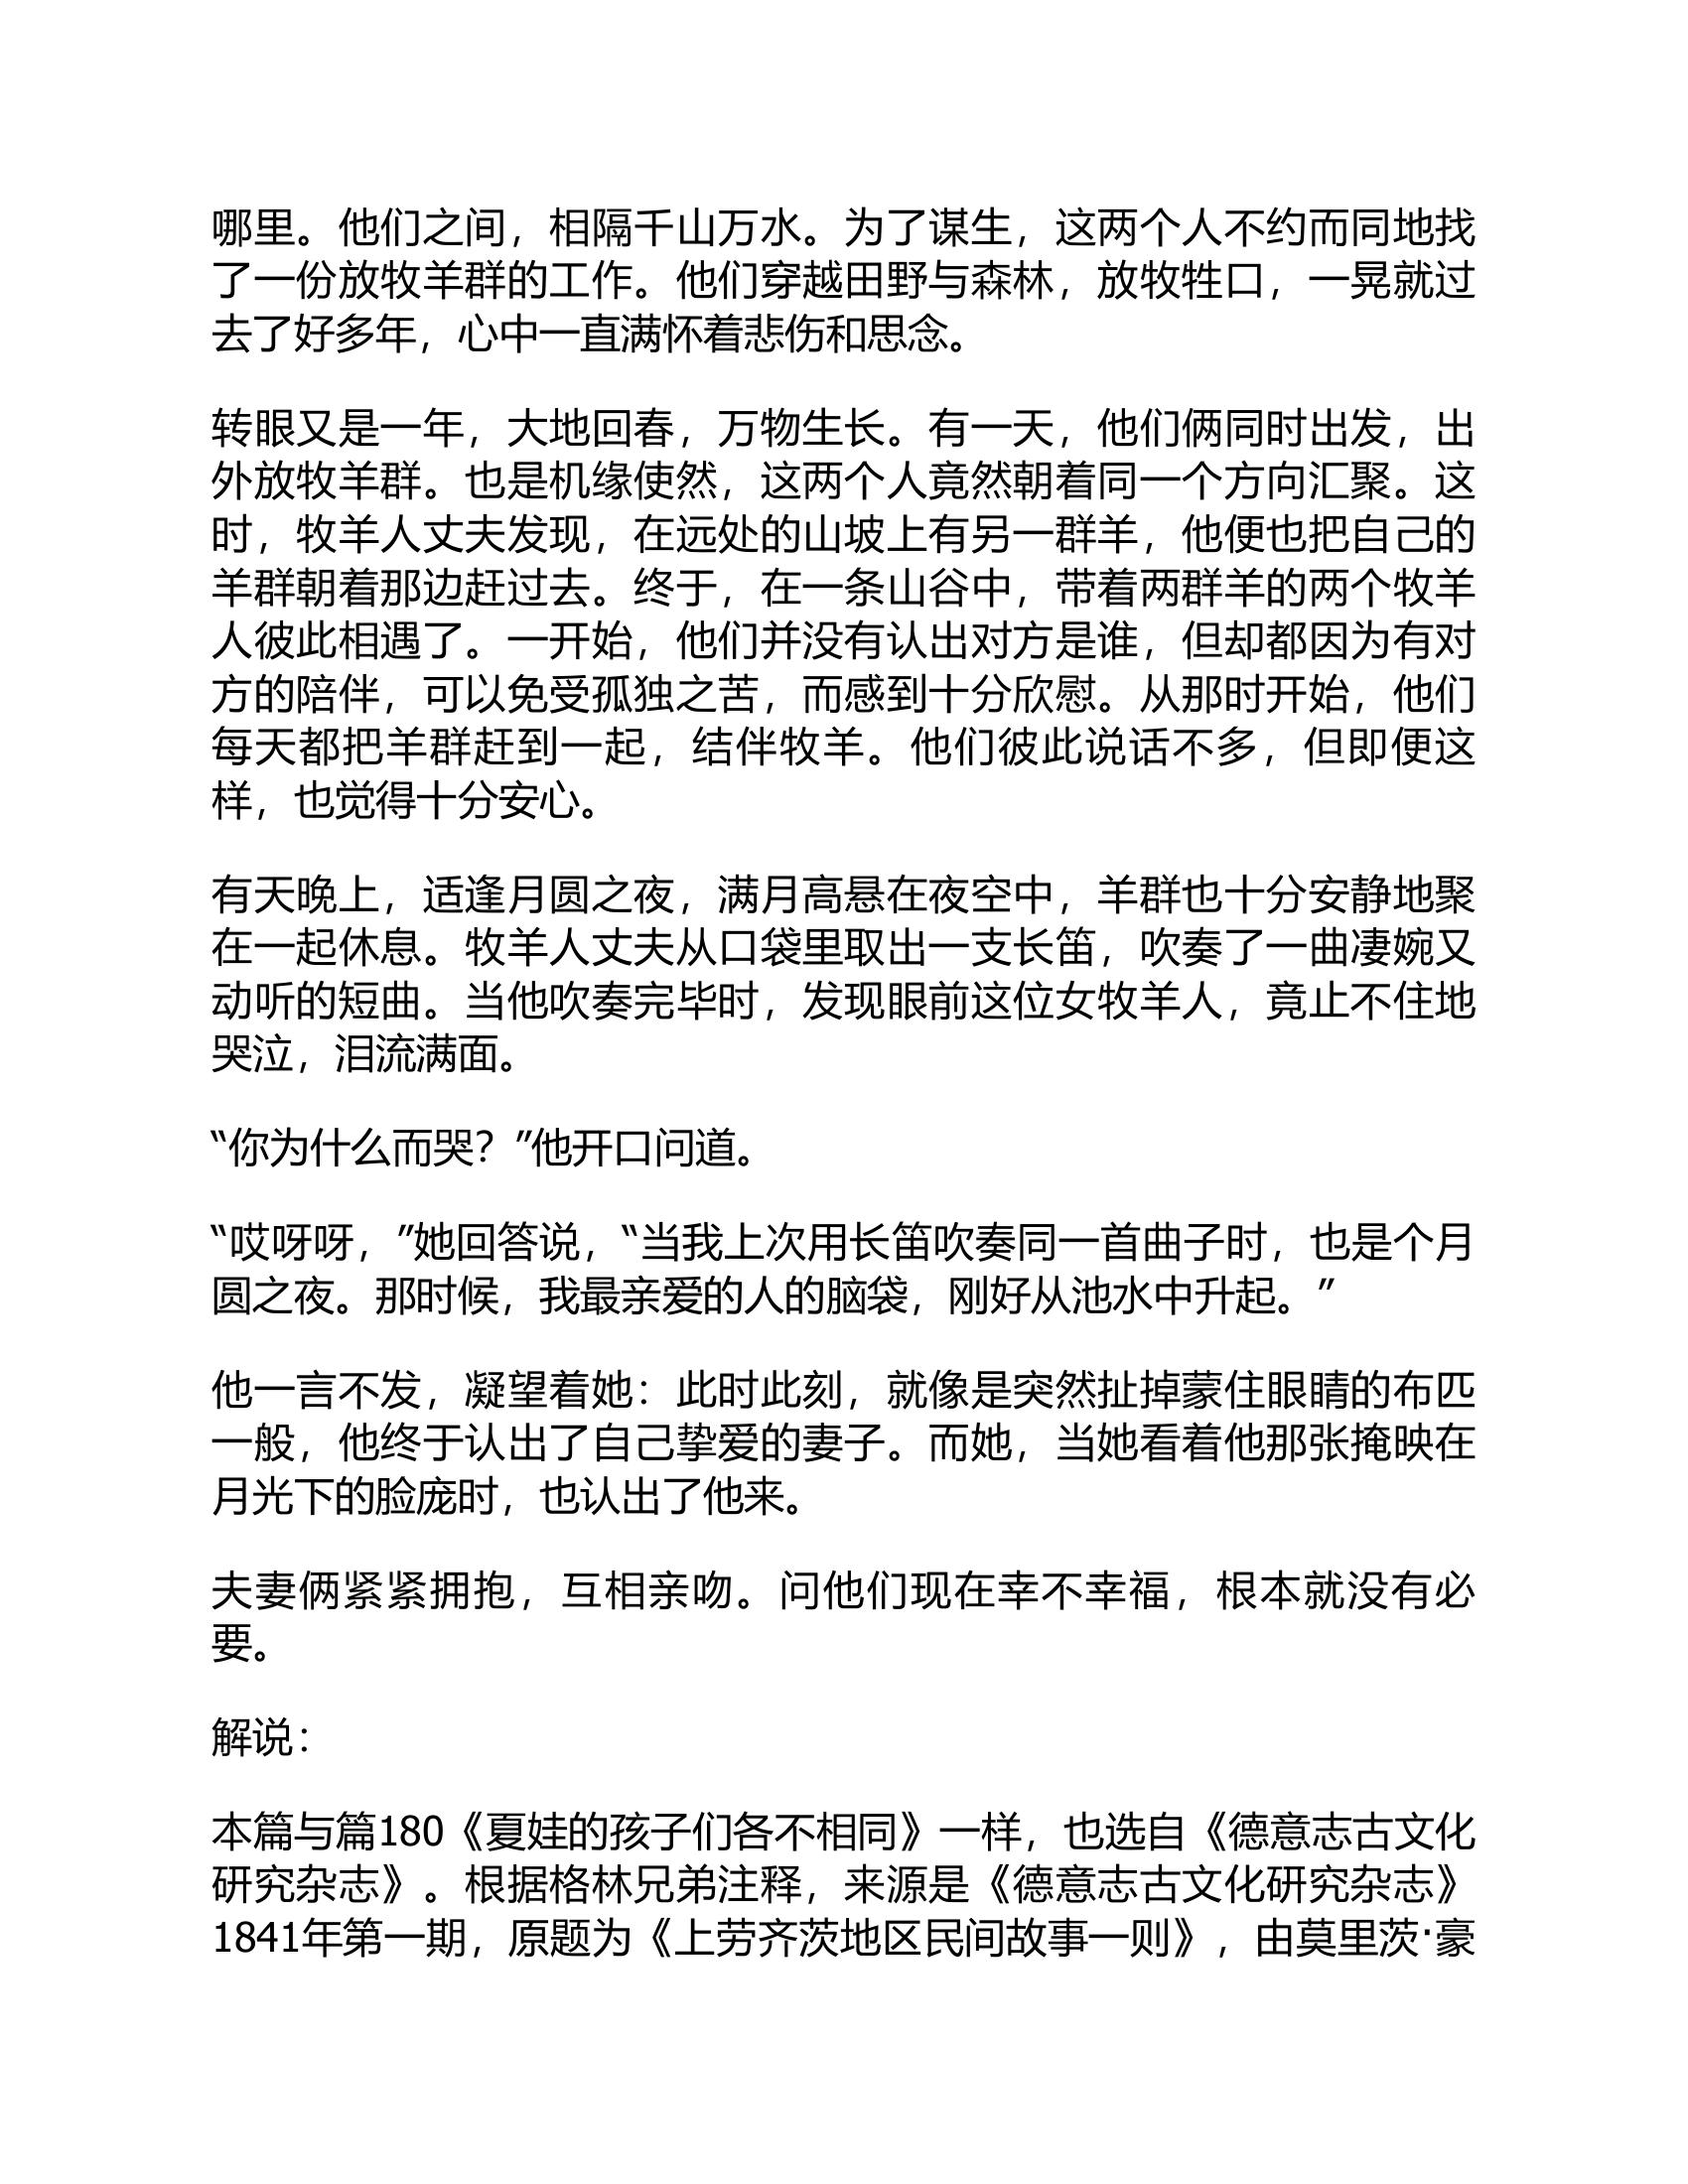 哪里。他们之间，相隔千山万水。为了谋生，这两个人不约而同地找
了一份放牧羊群的工作。他们穿越田野与森林，放牧牲口，一晃就过
去了好多年，心中一直满怀着悲伤和思念。
转眼又是一年，大地回春，万物生长。有一天，他们俩同时出发，出
外放牧羊群。也是机缘使然，这两个人竟然朝着同一个方向汇聚。这
时，牧羊人丈夫发现，在远处的山坡上有另一群羊，他便也把自己的
羊群朝着那边赶过去。终于，在一条山谷中，带着两群羊的两个牧羊
人彼此相遇了。一开始，他们并没有认出对方是谁，但却都因为有对
方的陪伴，可以免受孤独之苦，而感到十分欣慰。从那时开始，他们
每天都把羊群赶到一起，结伴牧羊。他们彼此说话不多，但即便这
样，也觉得十分安心。
有天晚上，适逢月圆之夜，满月高悬在夜空中，羊群也十分安静地聚
在一起休息。牧羊人丈夫从口袋里取出一支长笛，吹奏了一曲凄婉又
动听的短曲。当他吹奏完毕时，发现眼前这位女牧羊人，竟止不住地
哭泣，泪流满面。
“你为什么而哭？”他开口问道。
“哎呀呀，”她回答说，“当我上次用长笛吹奏同一首曲子时，也是个月
圆之夜。那时候，我最亲爱的人的脑袋，刚好从池水中升起。”
他一言不发，凝望着她：此时此刻，就像是突然扯掉蒙住眼睛的布匹
一般，他终于认出了自己挚爱的妻子。而她，当她看着他那张掩映在
月光下的脸庞时，也认出了他来。
夫妻俩紧紧拥抱，互相亲吻。问他们现在幸不幸福，根本就没有必
要。
解说：
本篇与篇180《夏娃的孩子们各不相同》一样，也选自《德意志古文化
研究杂志》。根据格林兄弟注释，来源是《德意志古文化研究杂志》
1841年第一期，原题为《上劳齐茨地区民间故事一则》，由莫里茨·豪